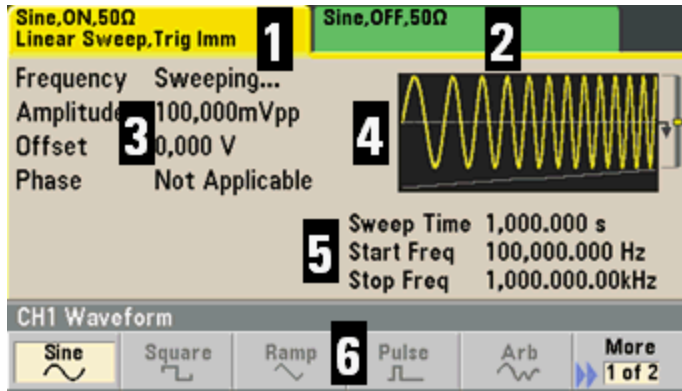 Sine,ON,50Ω
Linear Sweep,Trig Imm
1
Sine,OFF,50Ω
2
Frequency Sweeping...
Amplitude 100,000mVpp
Offset 0,000 V
Phase Not Applicable
3
4
5
Sweep Time 1,000.000 s
Start Freq 100,000.000 Hz
Stop Freq 1,000.000.00kHz
CH1 Waveform
Sine
Square
Ramp
6
Pulse
Arb
More
1 of 2